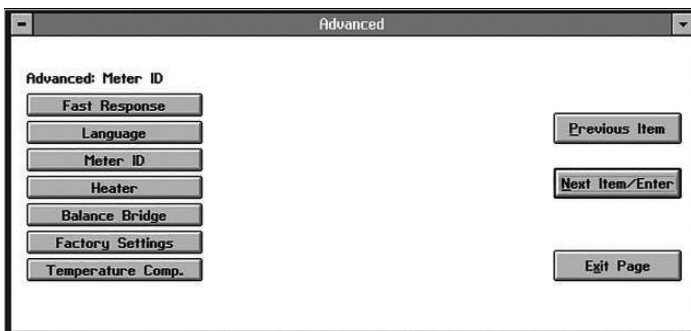 Advanced
Advanced: Meter ID
Fast Response
Language
Meter ID
Heater
Balance Bridge
Factory Settings
Temperature Comp.
Previous Item
Next Item/Enter
Exit Page